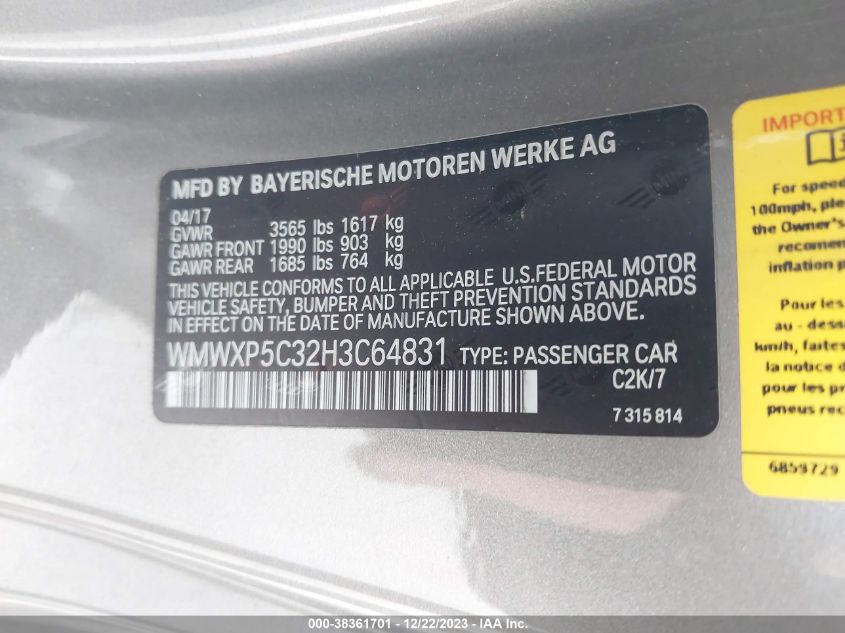 MFD BY BAYERISCHE MOTOREN WERKE AG
04/17
GVWR 3565 lbs 1617 kg
GAWR FRONT 1990 lbs 903 kg
GAWR REAR 1685 lbs 764 kg
THIS VEHICLE CONFORMS TO ALL APPLICABLE U.S.FEDERAL MOTOR
VEHICLE SAFETY, BUMPER AND THEFT PREVENTION STANDARDS
IN EFFECT ON THE DATE OF MANUFACTURE SHOWN ABOVE.
WMWXP5C32H3C64831 TYPE: PASSENGER CAR
C2K/7
7 315 814
IMPORT
For speed
100mph, ple
the Owner's
recomen
inflation p
Pour les
au - dess
km/h, faites
dans la not
pour les pr
pneus rec
6859729
000-38361701 - 12/22/2023 - IAA Inc.